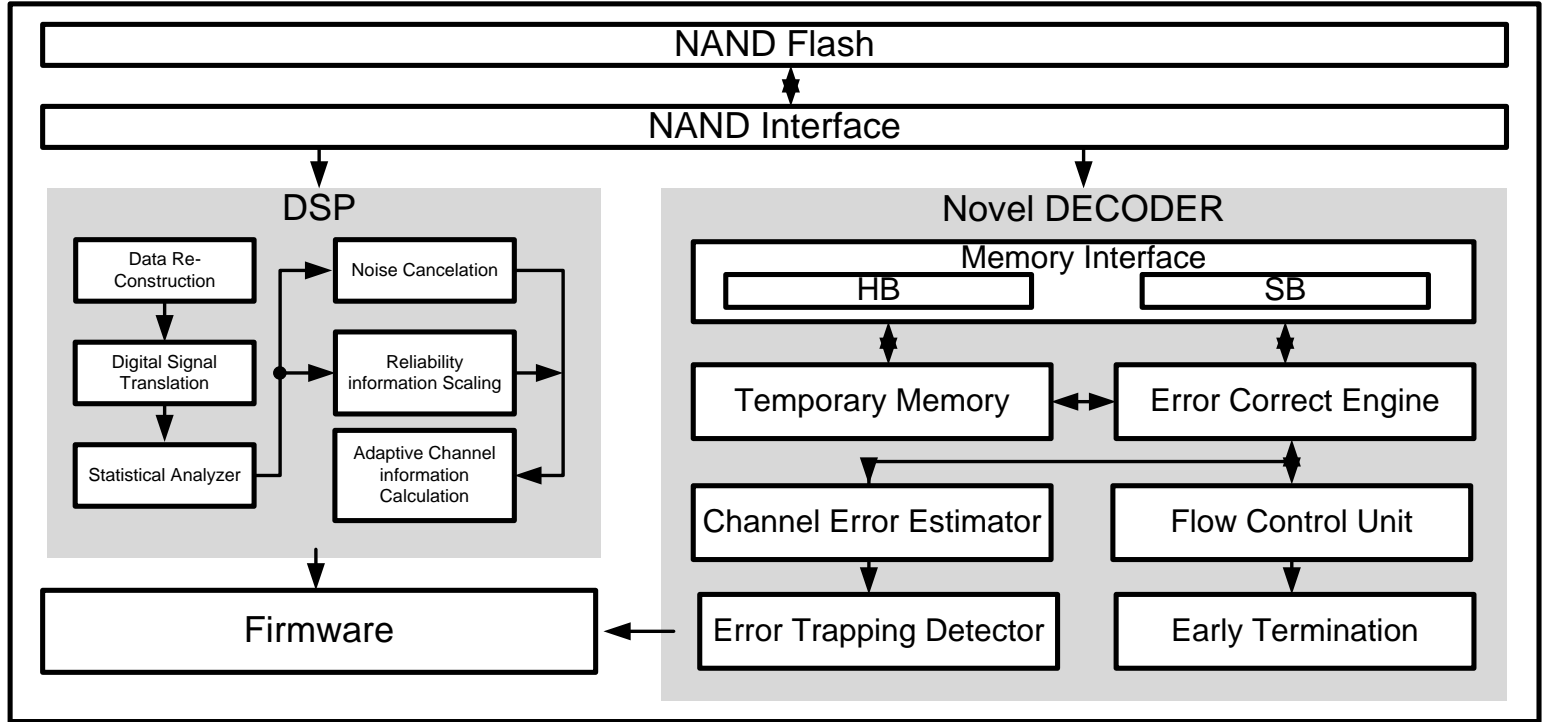 NAND Flash
NAND Interface
DSP
Data Re-
Construction
Digital Signal
Translation
Statistical Analyzer
Noise Cancelation
Reliability
information Scaling
Adaptive Channel
information
Calculation
Firmware
Novel DECODER
Memory Interface
HB
SB
Temporary Memory
Error Correct Engine
Channel Error Estimator
Flow Control Unit
Error Trapping Detector
Early Termination